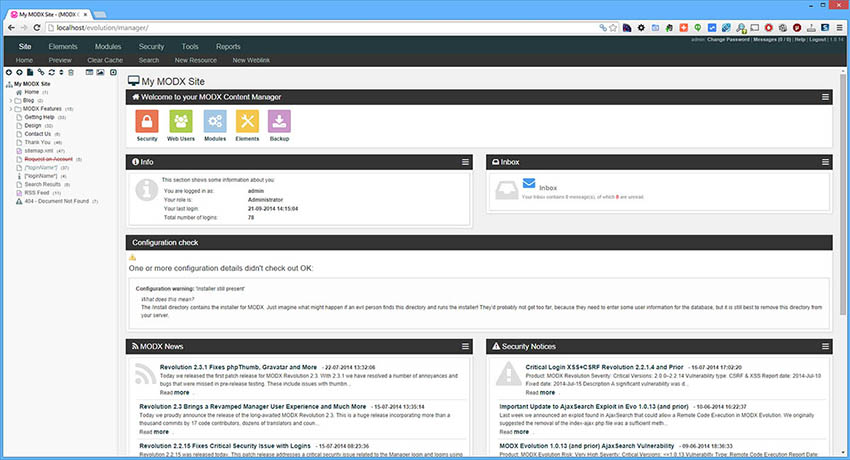 My MODX Site - (MODX C
localhost/evolution/manager/
Site Elements Modules Security Tools Reports
admin Change Password | Messages (0 / 0) | Help | Logout | 1.0.14
Home Preview Clear Cache Search New Resource New Weblink
My MODX Site
Home (1)
Blog (2)
MODX Features (15)
Getting Help (53)
Design (22)
Contact Us (6)
Thank You (46)
sitemap.xml (47)
Request an Account (5)
[*loginName*] (37)
[*loginName*] (4)
Search Results (8)
RSS Feed (11)
404 - Document Not Found (7)
My MODX Site
Welcome to your MODX Content Manager
Security Web Users Modules Elements Backup
Info
This section shows some information about you:
You are logged in as: admin
Your role is: Administrator
Your last login: 21-09-2014 14:15:04
Total number of logins: 78
Inbox
Inbox
Your Inbox contains 0 message(s), of which 0 are unread.
Configuration check
One or more configuration details didn't check out OK:
Configuration warning: 'Installer still present'
What does this mean?
The Install directory contains the installer for MODX. Just imagine what might happen if an evil person finds this directory and runs the installer! They'd probably not get too far, because they need to enter some user information for the database, but it is still best to remove this directory from
your server.
MODX News
Revolution 2.3.1 Fixes phpThumb, Gravatar and More - 22-07-2014 13:32:06
Today we released the first patch release for MODX Revolution 2.3. With 2.3.1 we have resolved a number of annoyances and
bugs that were missed in pre-release testing. These include issues with thumbn...
Read more
Revolution 2.3 Brings a Revamped Manager User Experience and Much More - 15-07-2014 13:35:14
Today we proudly announce the release of the long-awaited MODX Revolution 2.3. This is a huge release incorporating more than a
thousand commits by 17 code contributors, dozens of translators and coun...
Read more
Revolution 2.2.15 Fixes Critical Security Issue with Logins - 15-07-2014 08:23:36
Revolution 2.2.15 was released today. This patch release addresses a critical security issue related to the Manager login and logins using
Security Notices
Critical Login XSS+CSRF Revolution 2.2.1.4 and Prior - 15-07-2014 17:02:20
Product: MODX Revolution Severity: Critical Versions: 2.0.0–2.2.14 Vulnerability type: CSRF & XSS Report date: 2014-Jul-10
Fixed date: 2014-Jul-15 Description A significant vulnerability was d...
Read more
Important Update to AjaxSearch Exploit in Evo 1.0.13 (and prior) - 10-06-2014 16:22:37
Last week we announced an exploit found in AjaxSearch that could allow a Remote Code Execution in MODX Evolution. We originally
suggested the removal of the index-ajax.php file was a sufficient meth...
Read more
MODX Evolution 1.0.13 (and prior) AjaxSearch Vulnerability - 09-06-2014 18:36:33
Product: MODX Evolution Risk: Very High Severity: Critical Versions: <=1.0.13 Vulnerability Type: Remote Code Execution Report Date: